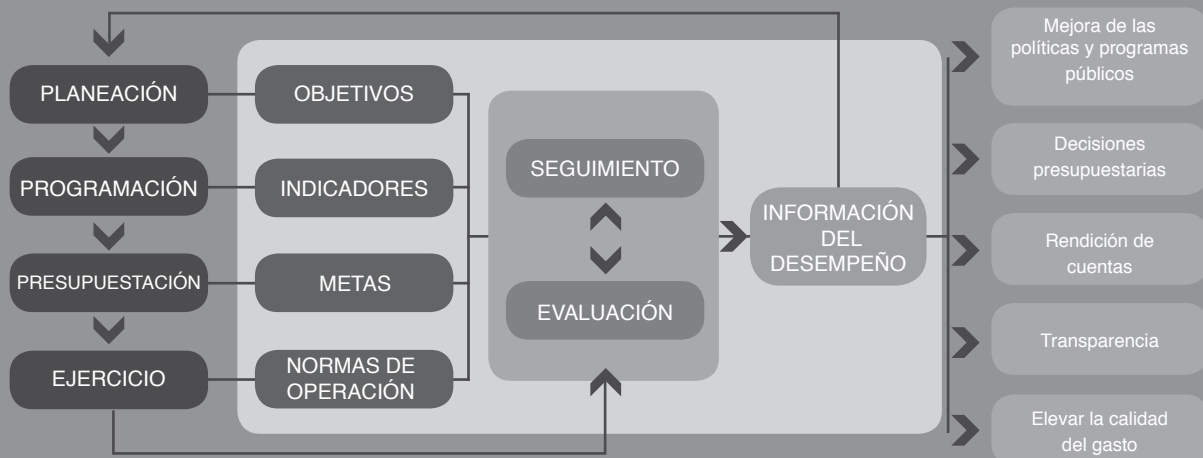 PLANEACIÓN
PROGRAMACIÓN
PRESUPUESTACIÓN
EJERCICIO
OBJETIVOS
INDICADORES
METAS
NORMAS DE
OPERACIÓN
SEGUIMIENTO
EVALUACIÓN
INFORMACIÓN
DEL
DESEMPEÑO
Mejora de las
políticas y programas
públicos
Decisiones
presupuestarias
Rendición de
cuentas
Transparencia
Elevar la calidad
del gasto